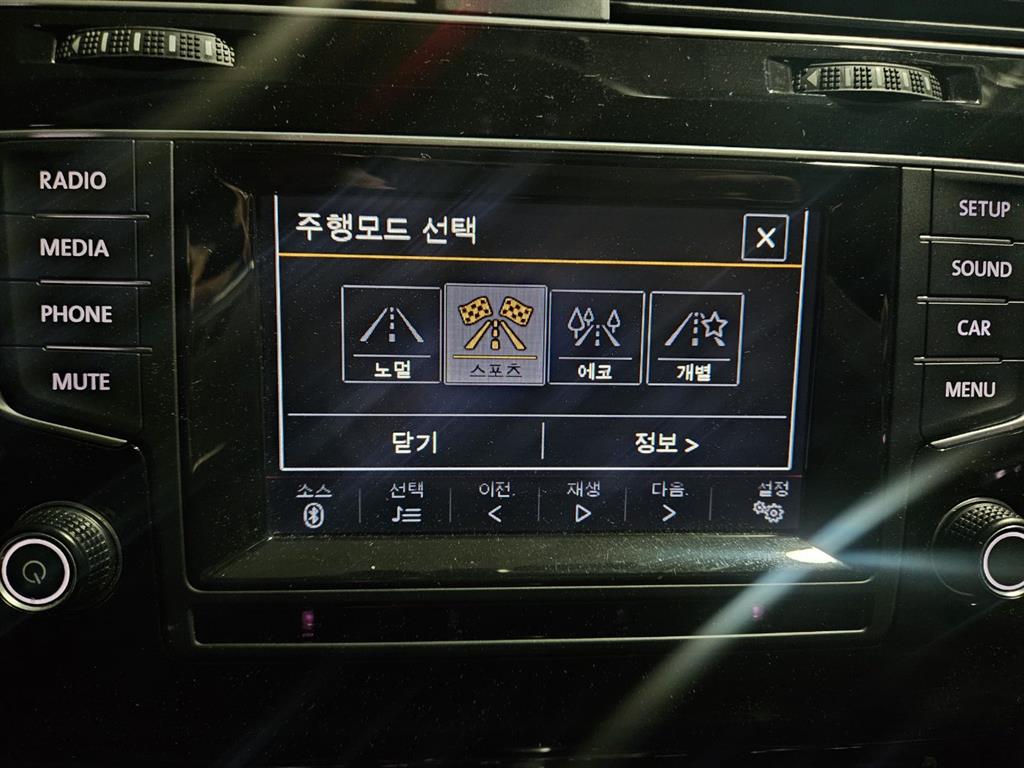 RADIO
MEDIA
PHONE
MUTE
주행모드 선택
X
노멀
스포츠
에코
개별
닫기
정보 >
소스
선택
이전
재생
다음
설정
SETUP
SOUND
CAR
MENU